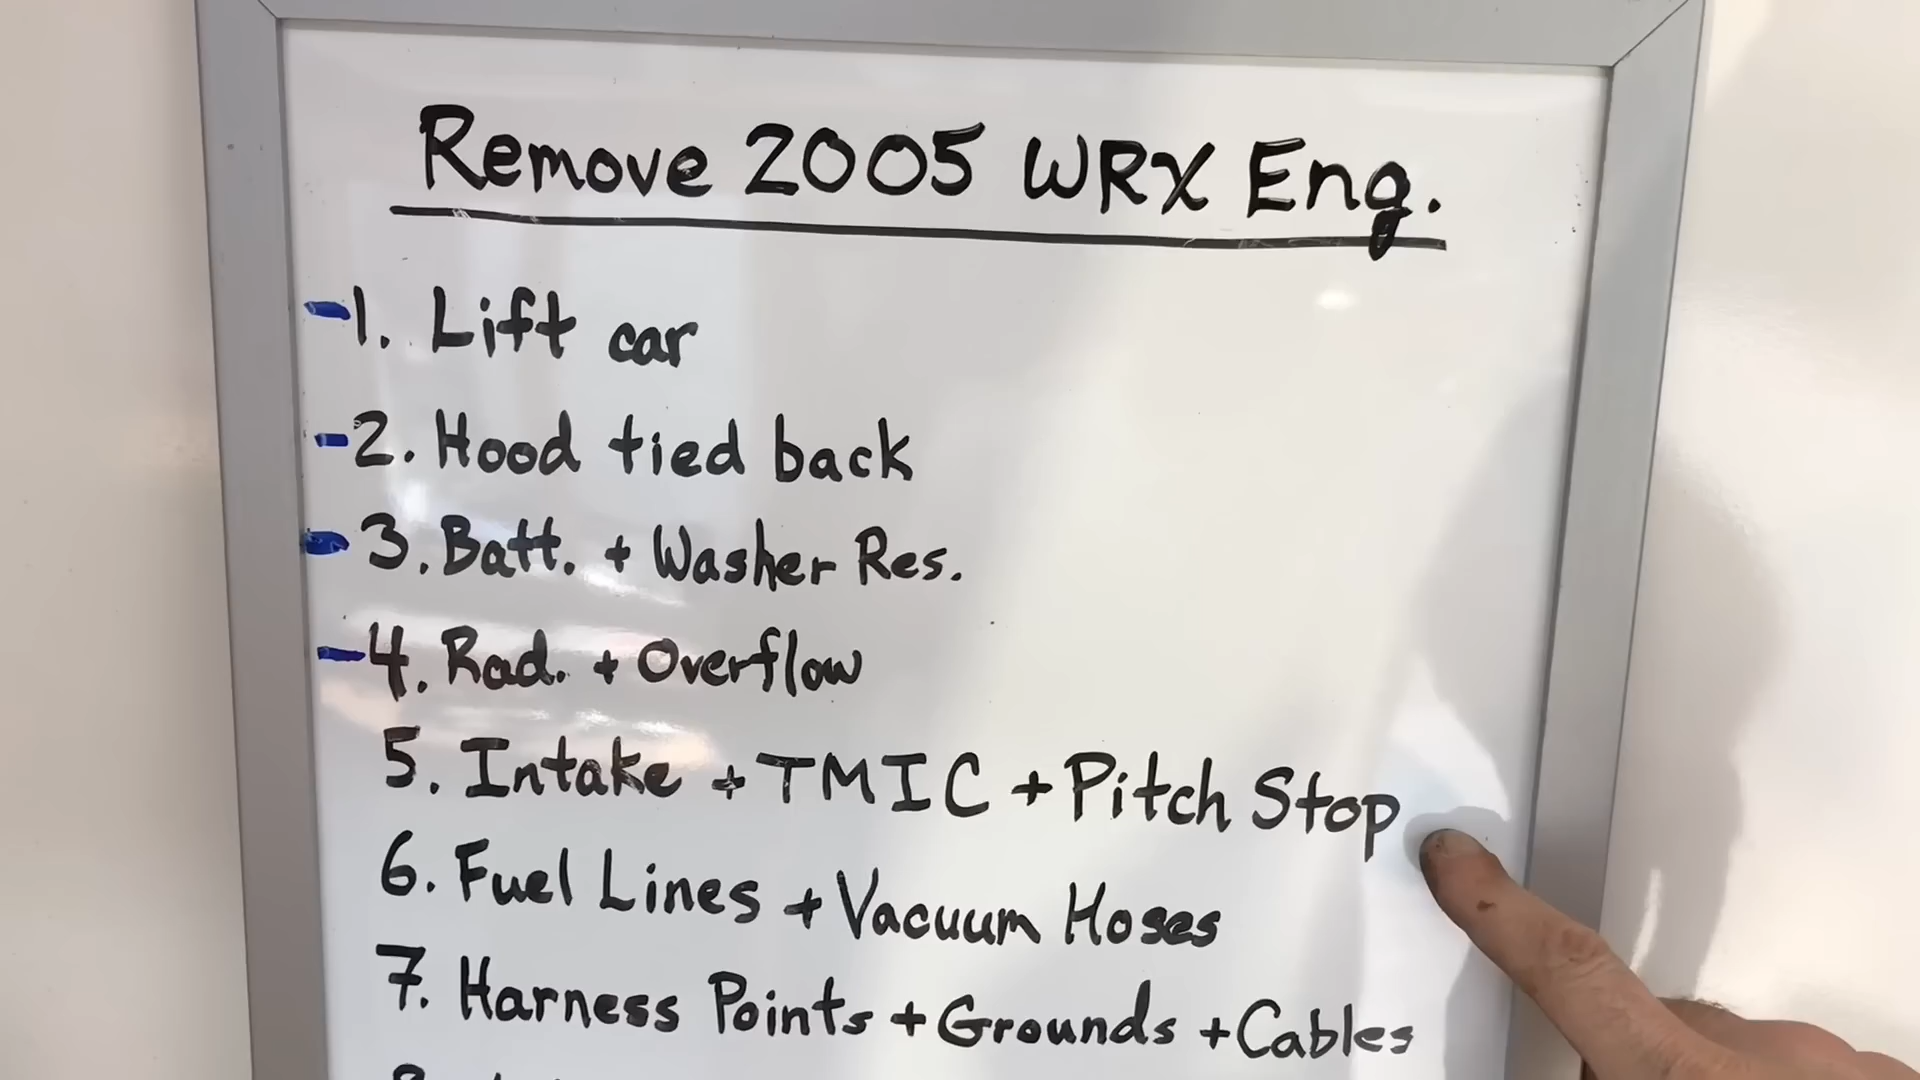 Remove 2005 WRX Eng.
-1. Lift car
-2. Hood tied back
-3. Batt. + Washer Res.
-4. Rad. + Overflow
5. Intake + TMIC + Pitch Stop
6. Fuel Lines + Vacuum Hoses
7. Harness Points + Grounds + Cables